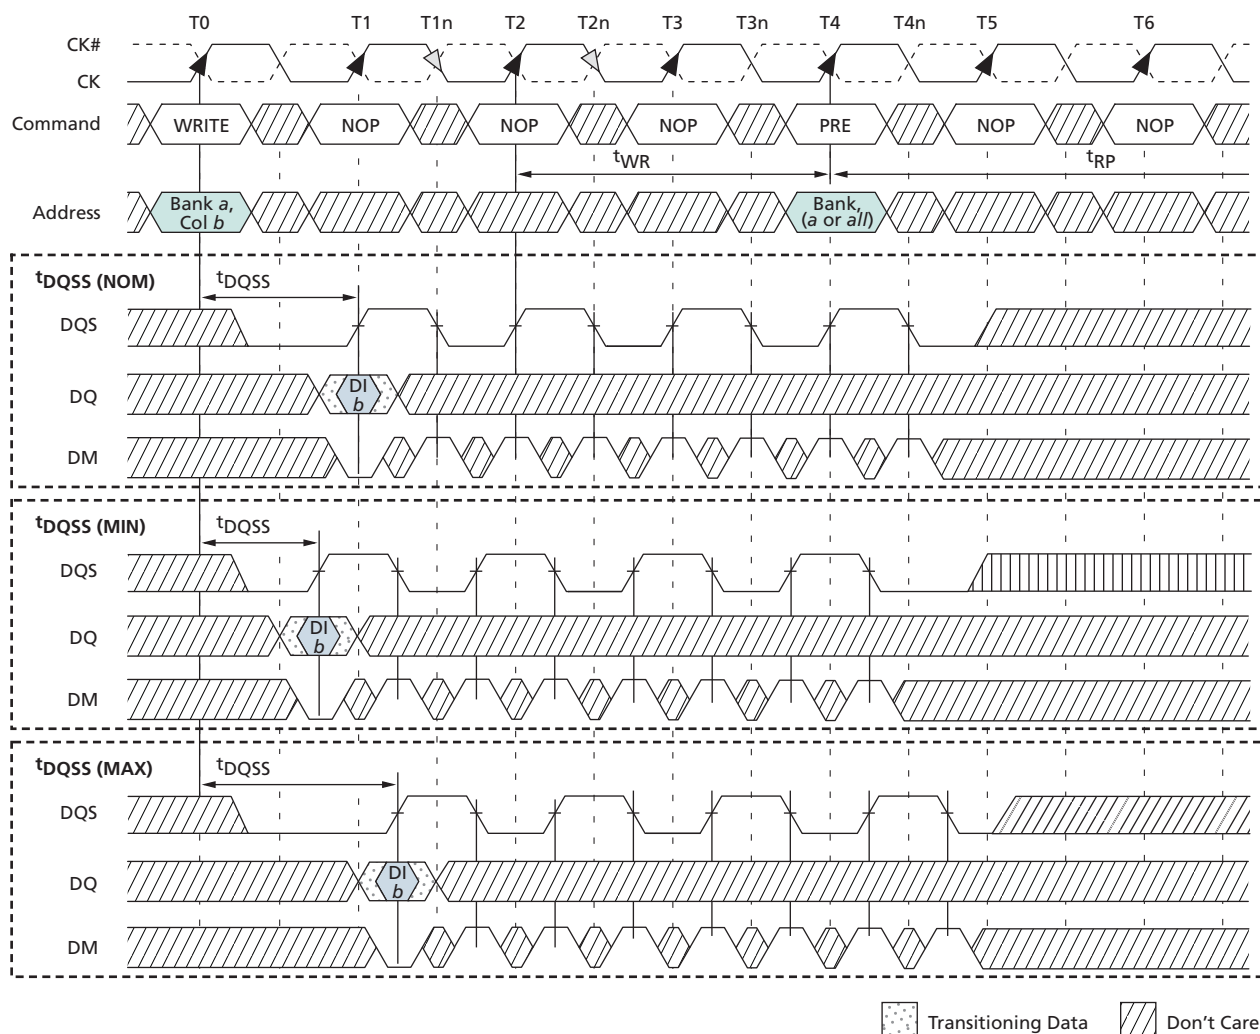 T0 T1 T1n T2 T2n T3 T3n T4 T4n T5 T6
CK#
CK
Command WRITE NOP NOP NOP PRE NOP NOP
tWR tRP
Address Bank a, Col b Bank, (a or all)
tDQSS (NOM) tDQSS
DQS
DQ DI b
DM
tDQSS (MIN) tDQSS
DQS
DQ DI b
DM
tDQSS (MAX) tDQSS
DQS
DQ DI b
DM
Transitioning Data Don't Care